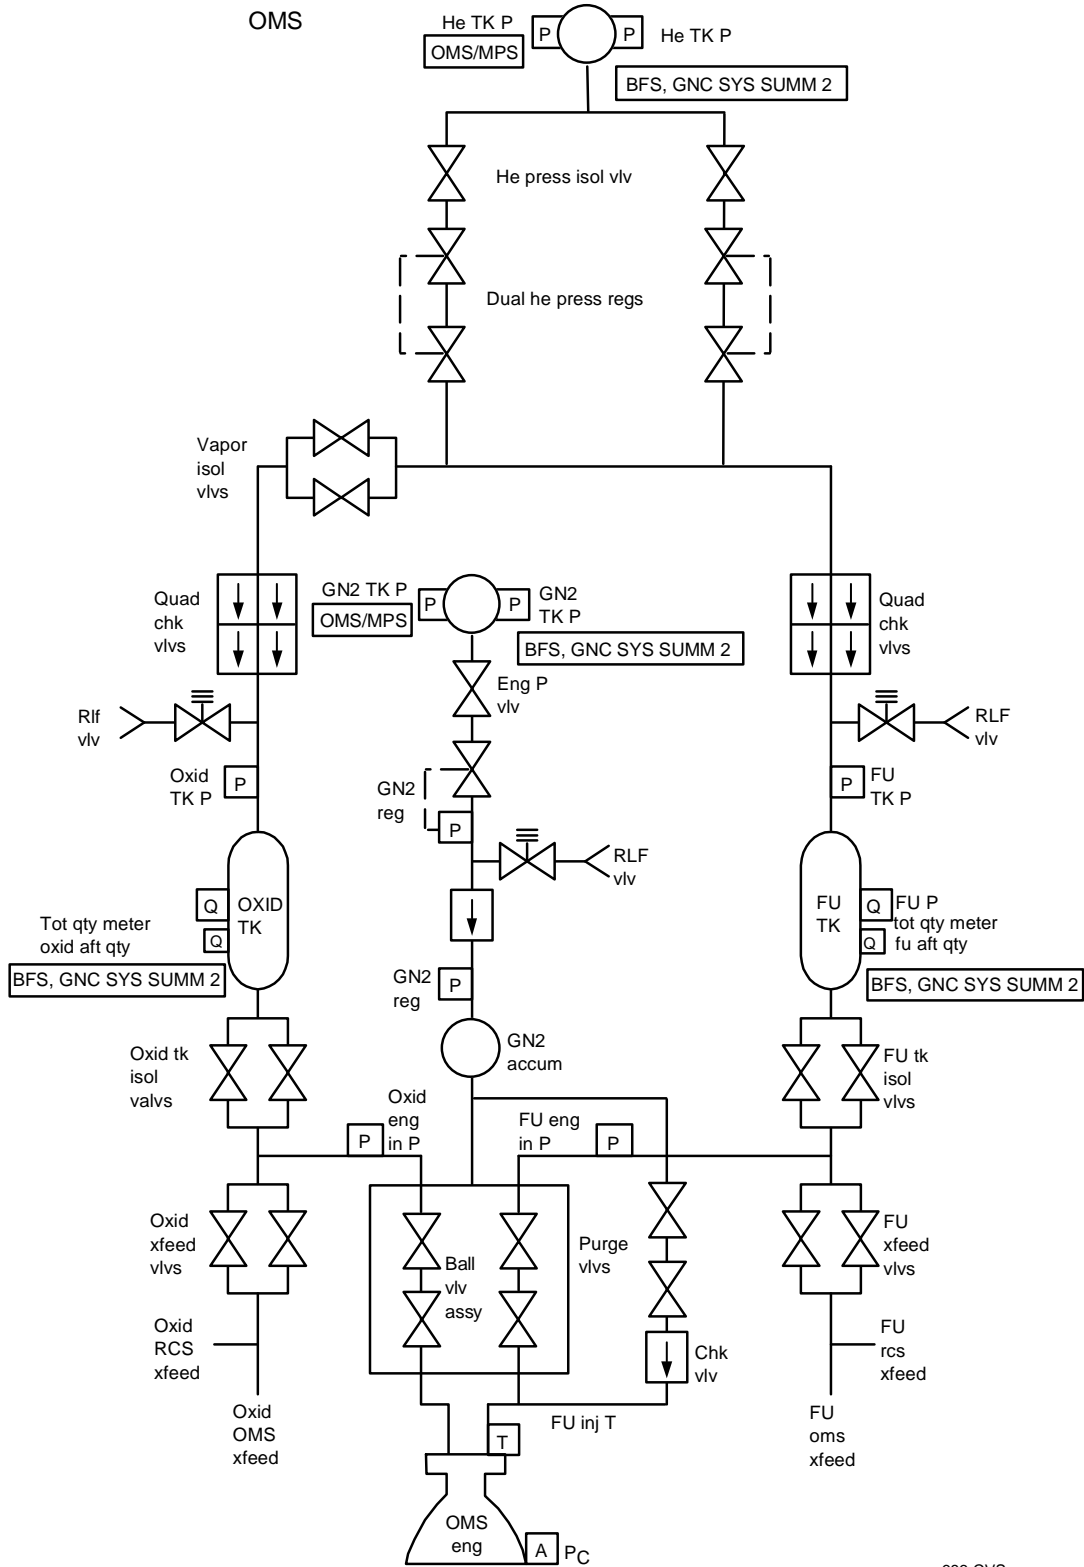 OMS
He TK P
P
P
He TK P
OMS/MPS
BFS, GNC SYS SUMM 2
He press isol vlv
Dual he press regs
Vapor
isol
vlvs
Quad
chk
vlvs
GN2 TK P
OMS/MPS
P
P
GN2
TK P
BFS, GNC SYS SUMM 2
Quad
chk
vlvs
Eng P
vlv
Rlf
vlv
RLF
vlv
Oxid
TK P
P
GN2
reg
P
RLF
vlv
P
FU
TK P
Q
Q
OXID
TK
Tot qty meter
oxid aft qty
BFS, GNC SYS SUMM 2
FU
TK
Q
Q
FU P
tot qty meter
fu aft qty
BFS, GNC SYS SUMM 2
GN2
reg
P
GN2
accum
Oxid tk
isol
valvs
FU tk
isol
vlvs
P
Oxid
eng
in P
FU eng
in P
P
Oxid
xfeed
vlvs
Ball
vlv
assy
Purge
vlvs
FU
xfeed
vlvs
Oxid
RCS
xfeed
Chk
vlv
FU
rcs
xfeed
Oxid
OMS
xfeed
FU inj T
T
FU
oms
xfeed
OMS
eng
A
PC